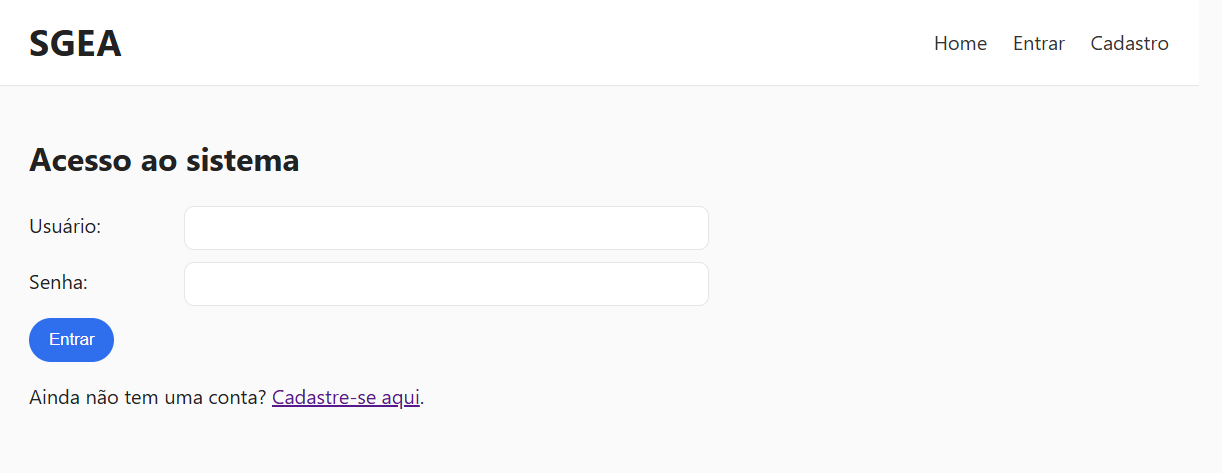 SGEA
Home Entrar Cadastro
Acesso ao sistema
Usuário:
Senha:
Entrar
Ainda não tem uma conta? Cadastre-se aqui.